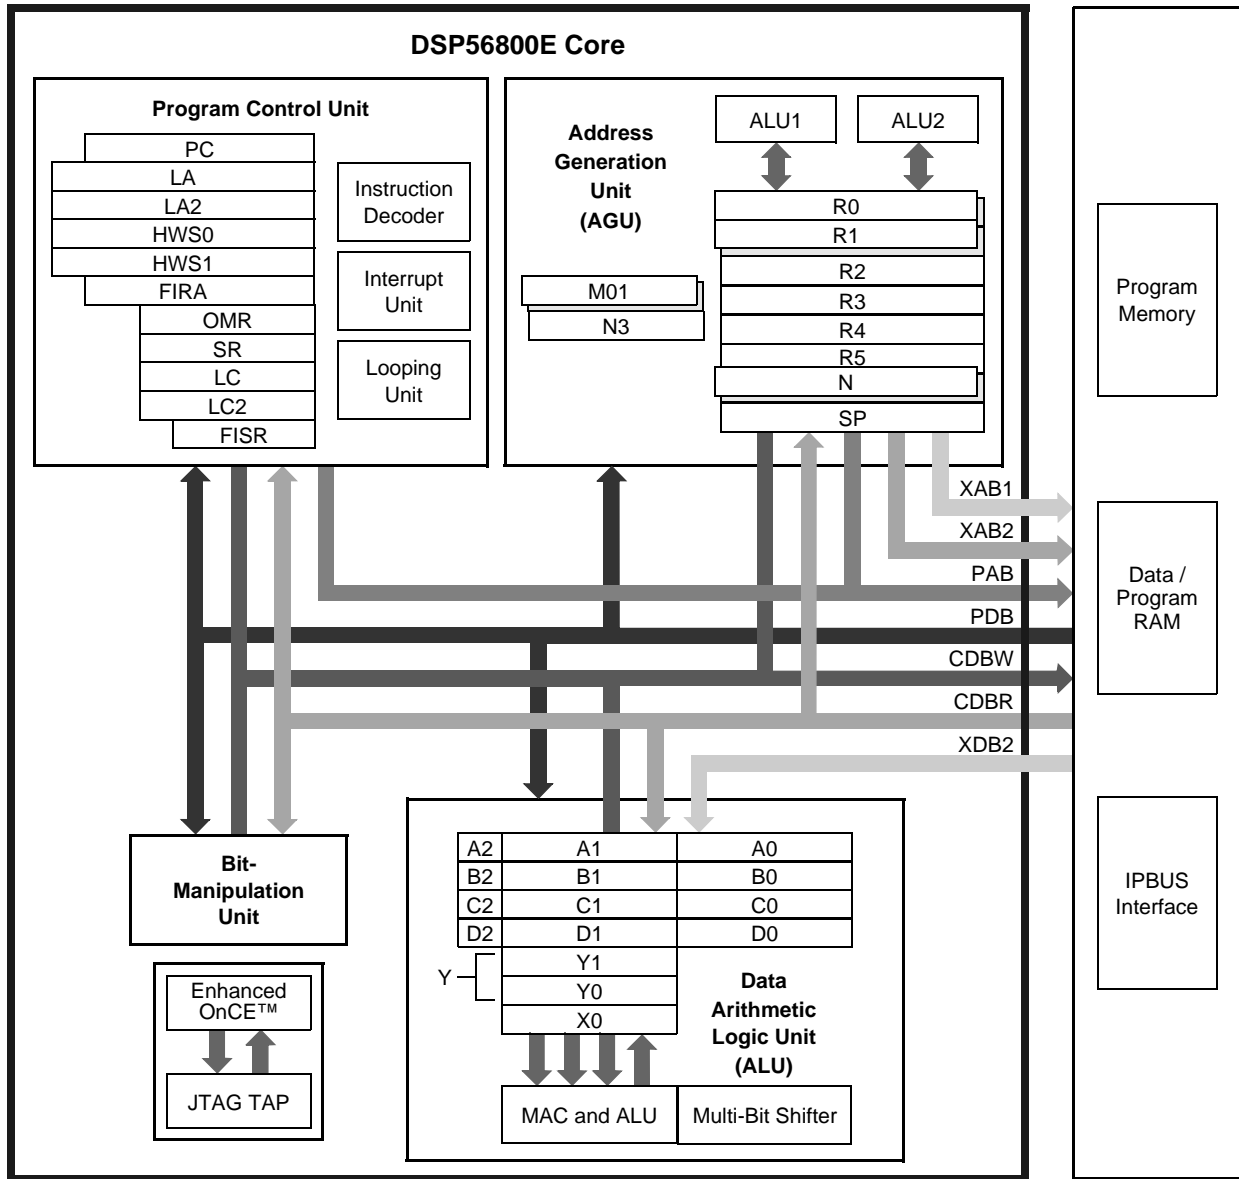 DSP56800E Core
Program Control Unit
PC
LA
LA2
HWS0
HWS1
FIRA
OMR
SR
LC
LC2
FISR
Instruction
Decoder
Interrupt
Unit
Looping
Unit
Address
Generation
Unit
(AGU)
ALU1
ALU2
R0
R1
R2
R3
R4
R5
N
SP
M01
N3
XAB1
XAB2
PAB
PDB
CDBW
CDBR
XDB2
Program
Memory
Data /
Program
RAM
IPBUS
Interface
Bit-
Manipulation
Unit
Enhanced
OnCE™
JTAG TAP
A2 A1 A0
B2 B1 B0
C2 C1 C0
D2 D1 D0
Y
Y1
Y0
X0
Data
Arithmetic
Logic Unit
(ALU)
MAC and ALU
Multi-Bit Shifter